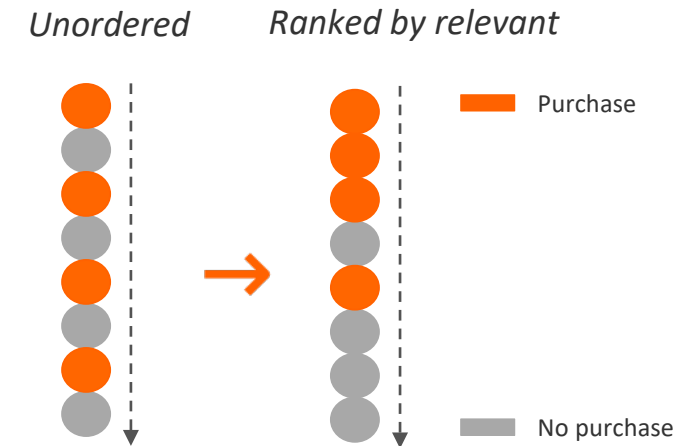 Unordered
Ranked by relevant
Purchase
No purchase